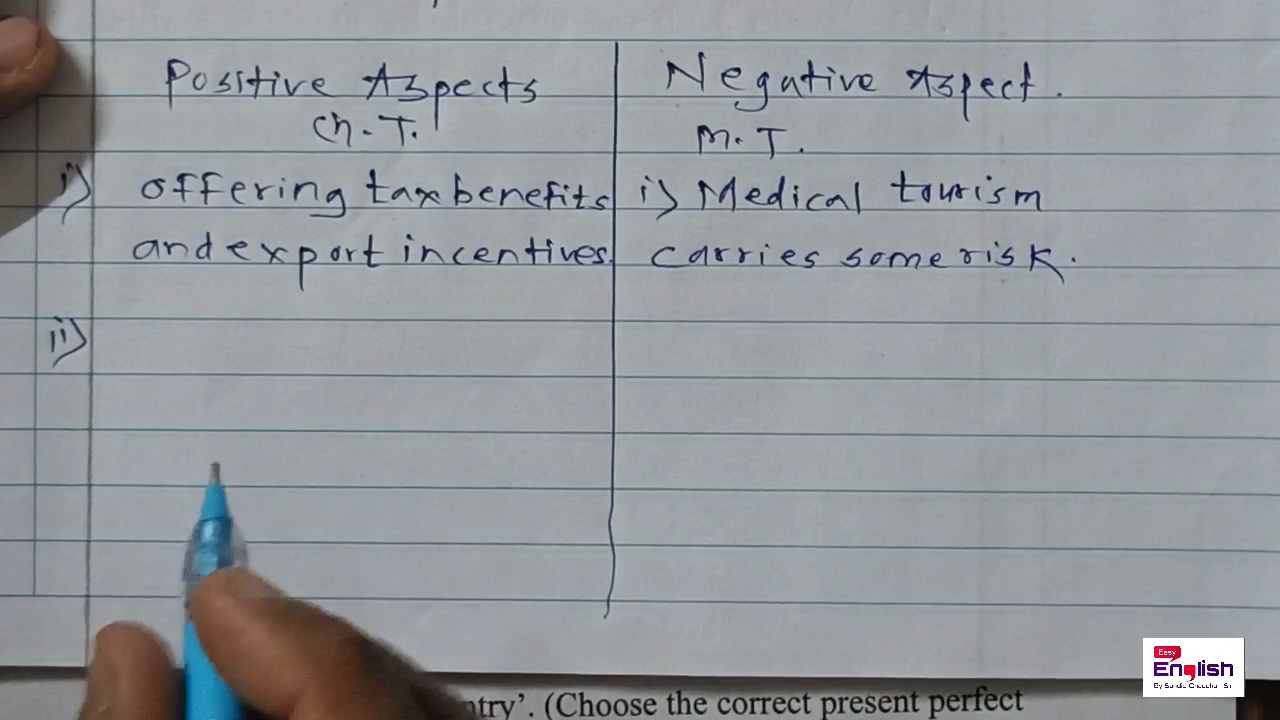 Positive Aspects
Negative Aspect.
M. T.
i) offering tax benefits
and export incentives.
i) Medical tourism
carries some risk.
ii)
ntry'. (Choose the correct present perfect
Easy
English